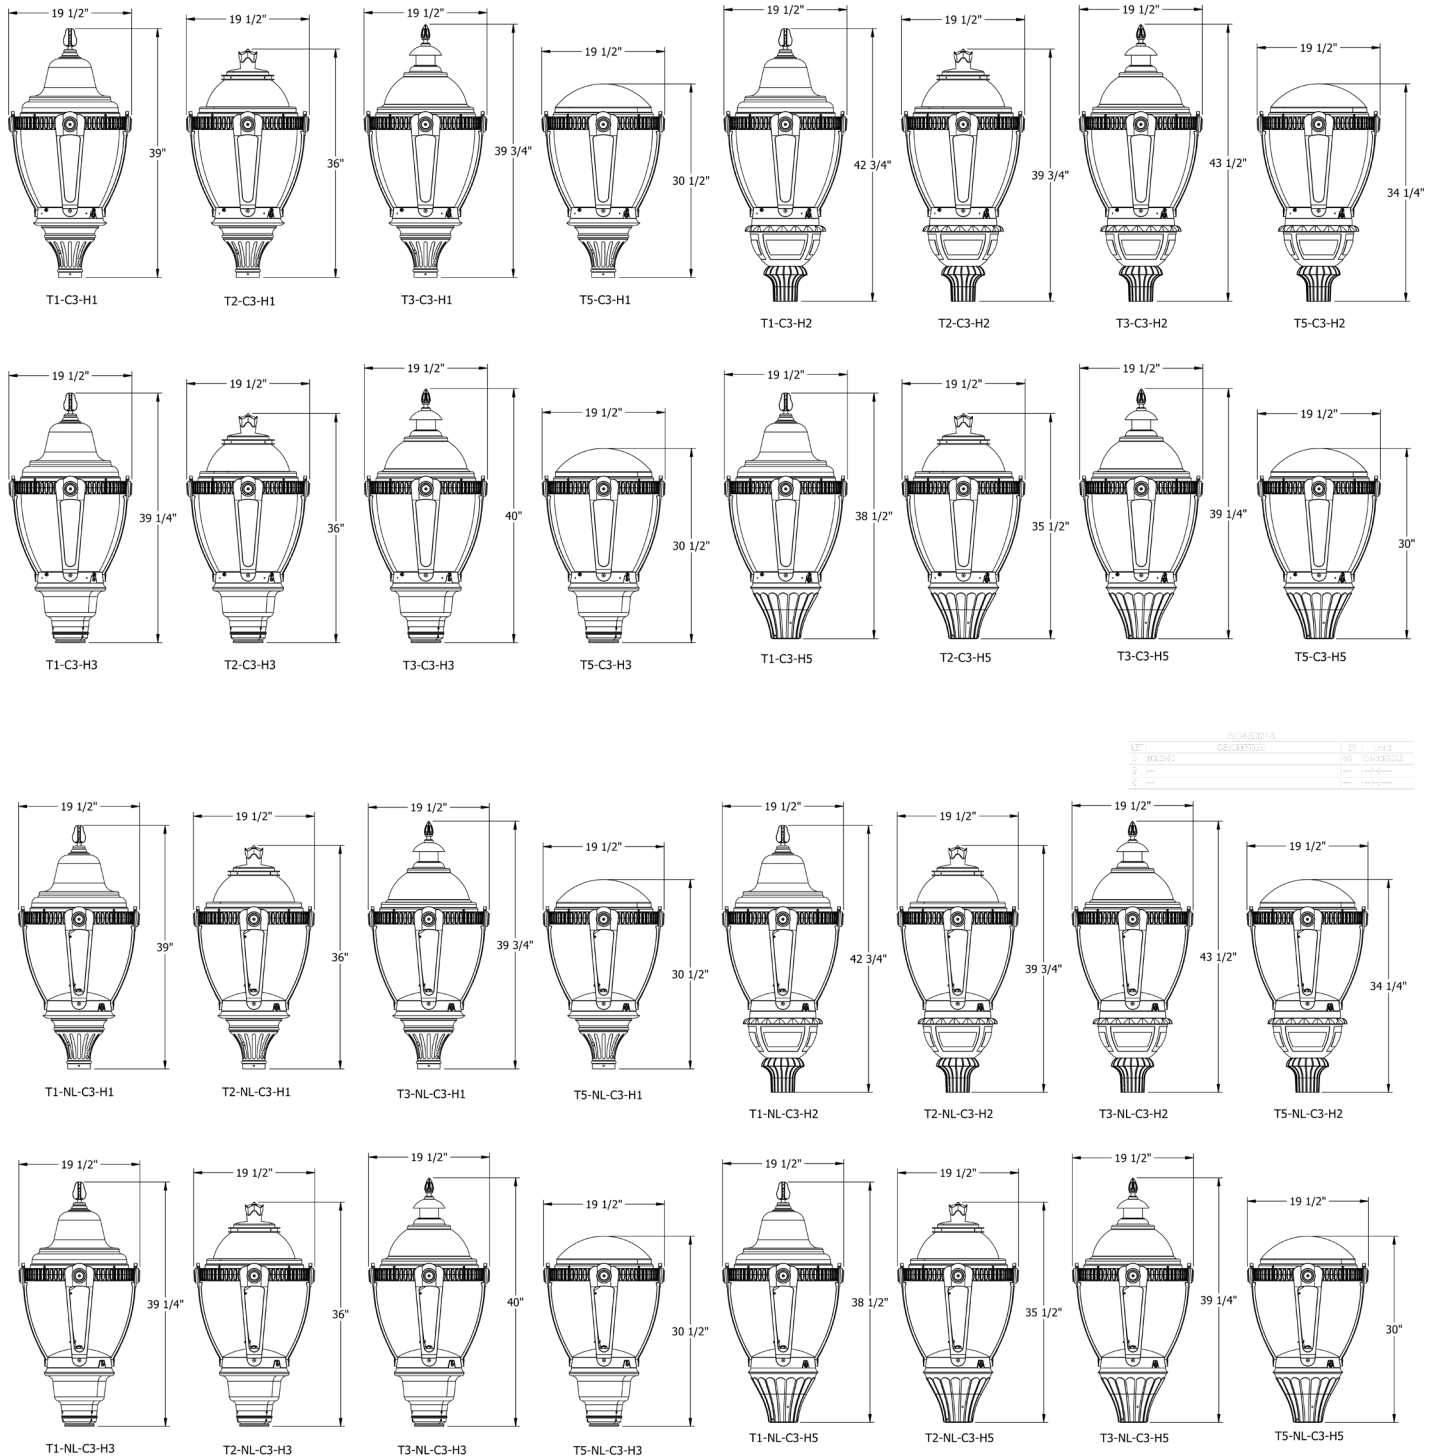 19 1/2" 19 1/2" 19 1/2" 19 1/2" 19 1/2" 19 1/2" 19 1/2" 19 1/2"
39" 36" 39 3/4" 30 1/2" 42 3/4" 39 3/4" 43 1/2" 34 1/4"
T1-C3-H1 T2-C3-H1 T3-C3-H1 T5-C3-H1 T1-C3-H2 T2-C3-H2 T3-C3-H2 T5-C3-H2
19 1/2" 19 1/2" 19 1/2" 19 1/2" 19 1/2" 19 1/2" 19 1/2" 19 1/2"
39 1/4" 36" 40" 30 1/2" 38 1/2" 35 1/2" 39 1/4" 30"
T1-C3-H3 T2-C3-H3 T3-C3-H3 T5-C3-H3 T1-C3-H5 T2-C3-H5 T3-C3-H5 T5-C3-H5
DESCRIPTION
19 1/2" 19 1/2" 19 1/2" 19 1/2" 19 1/2" 19 1/2" 19 1/2" 19 1/2"
39" 36" 39 3/4" 30 1/2" 42 3/4" 39 3/4" 43 1/2" 34 1/4"
T1-NL-C3-H1 T2-NL-C3-H1 T3-NL-C3-H1 T5-NL-C3-H1 T1-NL-C3-H2 T2-NL-C3-H2 T3-NL-C3-H2 T5-NL-C3-H2
19 1/2" 19 1/2" 19 1/2" 19 1/2" 19 1/2" 19 1/2" 19 1/2" 19 1/2"
39 1/4" 36" 40" 30 1/2" 38 1/2" 35 1/2" 39 1/4" 30"
T1-NL-C3-H3 T2-NL-C3-H3 T3-NL-C3-H3 T5-NL-C3-H3 T1-NL-C3-H5 T2-NL-C3-H5 T3-NL-C3-H5 T5-NL-C3-H5